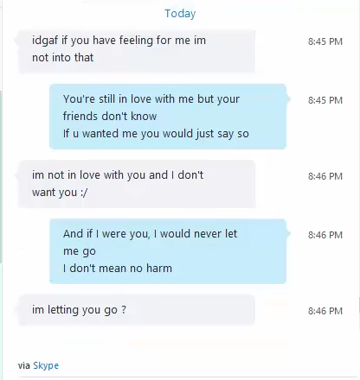 Today
idgaf if you have feeling for me im
not into that
8:45 PM
You're still in love with me but your
friends don't know
If u wanted me you would just say so
8:45 PM
im not in love with you and I don't
want you :/
8:46 PM
And if I were you, I would never let
me go
I don't mean no harm
8:46 PM
im letting you go ?
8:46 PM
via Skype